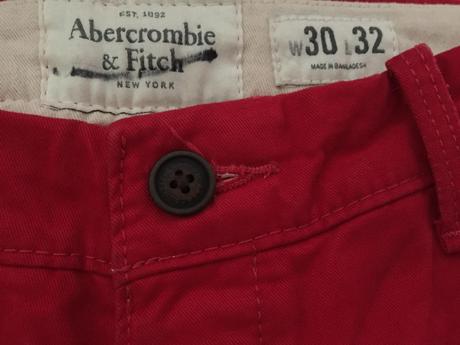 EST. 1892
Abercrombie
& Fitch
NEW YORK
W30 L32
MADE IN BANGLADESH